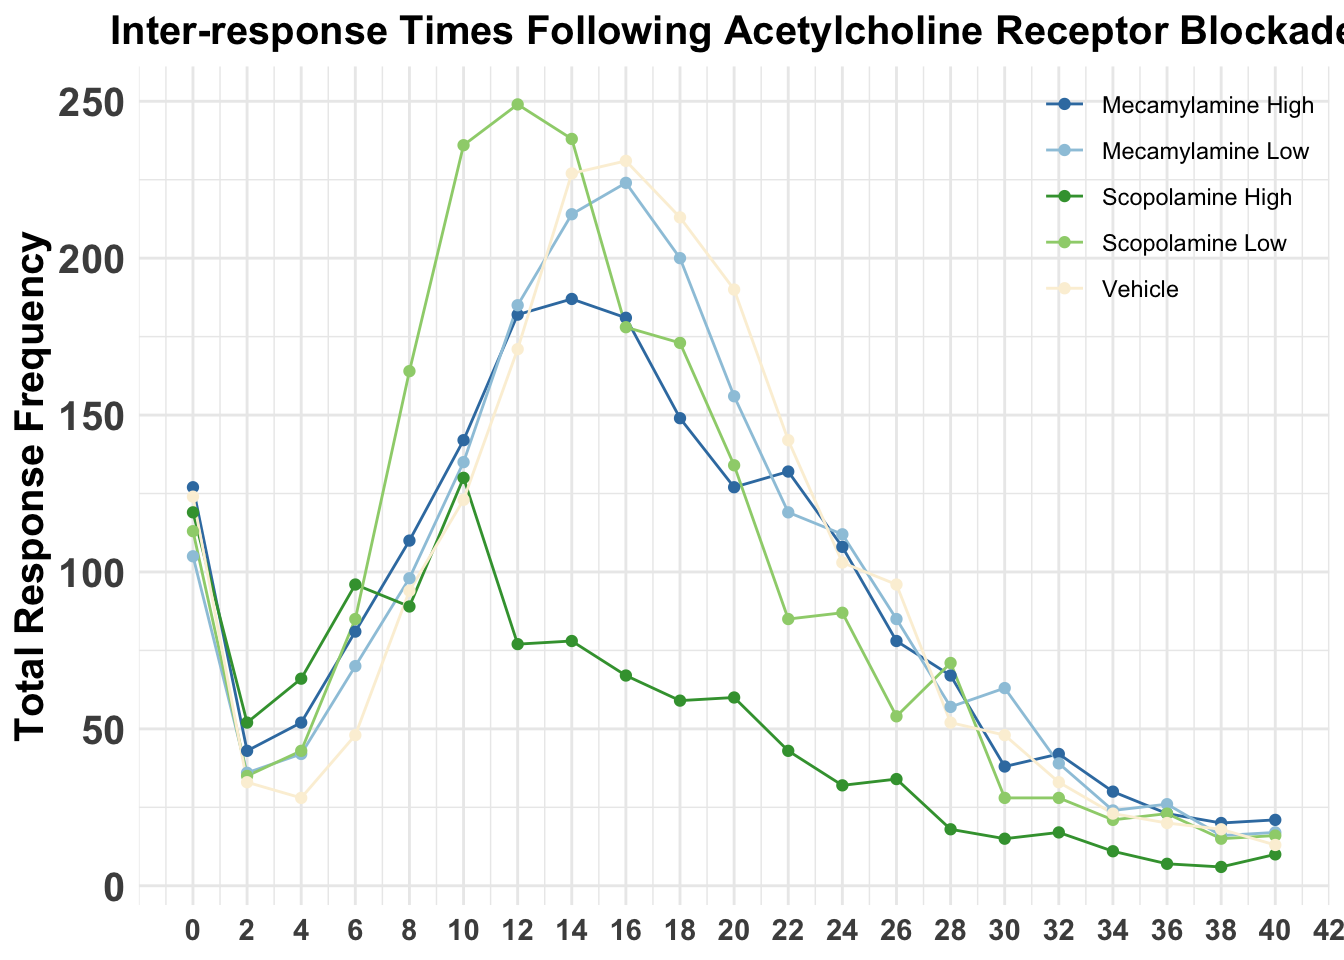 Inter-response Times Following Acetylcholine Receptor Blockade
Total Response Frequency
250
200
150
100
50
0
Mecamylamine High
Mecamylamine Low
Scopolamine High
Scopolamine Low
Vehicle
0 2 4 6 8 10 12 14 16 18 20 22 24 26 28 30 32 34 36 38 40 42